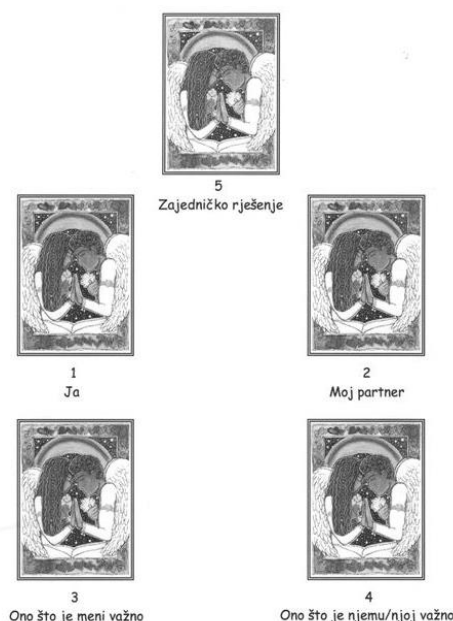 5
Zajedničko rješenje
1
Ja
2
Moj partner
3
Ono što je meni važno
4
Ono što je njemu/njoj važno